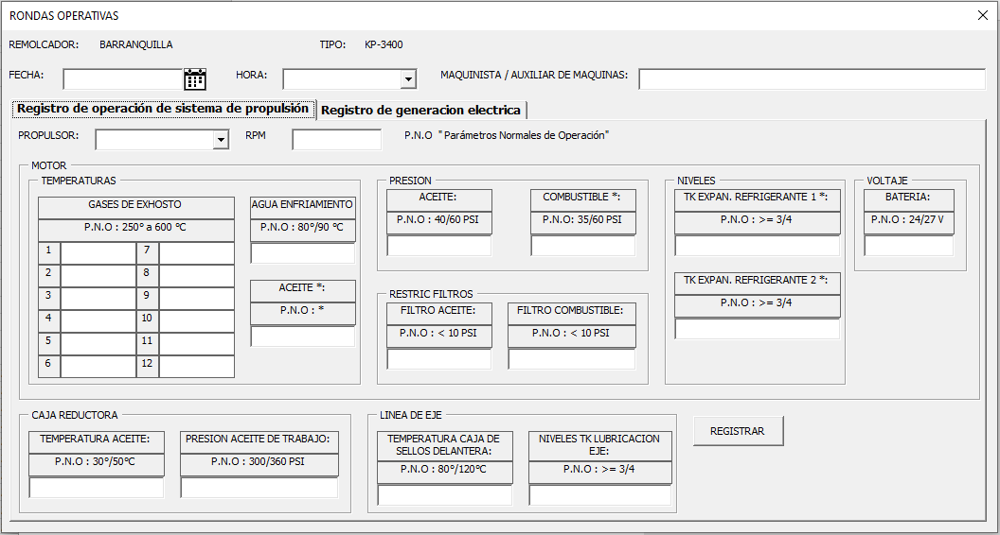 RONDAS OPERATIVAS
REMOLCADOR: BARRANQUILLA TIPO: KP-3400
FECHA: HORA: MAQUINISTA / AUXILIAR DE MAQUINAS:
Registro de operación de sistema de propulsión Registro de generacion electrica
PROPULSOR: RPM P.N.O "Parámetros Normales de Operación"
MOTOR
TEMPERATURAS
GASES DE EXHOSTO
P.N.O : 250° a 600 °C
1 7
2 8
3 9
4 10
5 11
6 12
AGUA ENFRIAMIENTO
P.N.O : 80°/90 °C
ACEITE *:
P.N.O : *
PRESION
ACEITE:
P.N.O : 40/60 PSI
COMBUSTIBLE *:
P.N.O: 35/60 PSI
RESTRIC FILTROS
FILTRO ACEITE:
P.N.O : < 10 PSI
FILTRO COMBUSTIBLE:
P.N.O : < 10 PSI
NIVELES
TK EXPAN. REFRIGERANTE 1 *:
P.N.O : >= 3/4
TK EXPAN. REFRIGERANTE 2 *:
P.N.O : >= 3/4
VOLTAJE
BATERIA:
P.N.O : 24/27 V
CAJA REDUCTORA
TEMPERATURA ACEITE:
P.N.O : 30°/50°C
PRESION ACEITE DE TRABAJO:
P.N.O : 300/360 PSI
LINEA DE EJE
TEMPERATURA CAJA DE
SELLOS DELANTERA:
P.N.O : 80°/120°C
NIVELES TK LUBRICACION
EJE:
P.N.O : >= 3/4
REGISTRAR